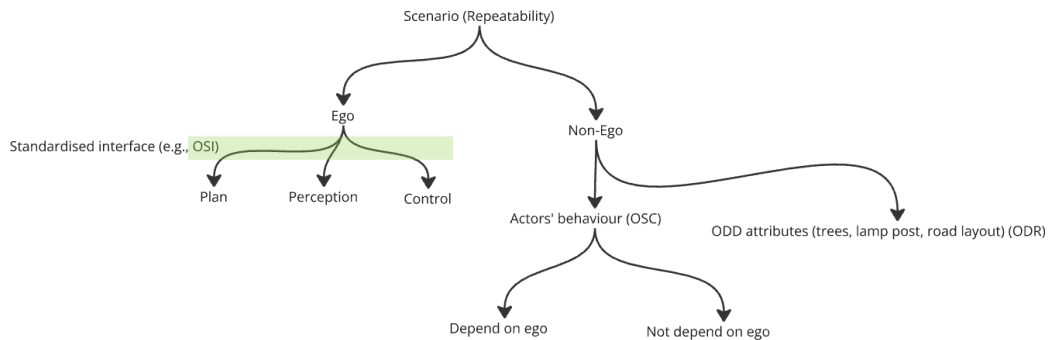 Scenario (Repeatability)
Ego
Non-Ego
Standardised interface (e.g., OSI)
Plan
Perception
Control
Actors' behaviour (OSC)
ODD attributes (trees, lamp post, road layout) (ODR)
Depend on ego
Not depend on ego